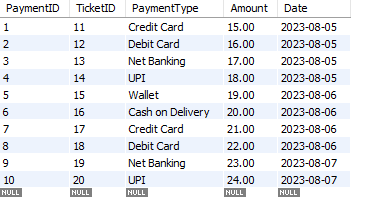 PaymentID TicketID PaymentType Amount Date
1 11 Credit Card 15.00 2023-08-05
2 12 Debit Card 16.00 2023-08-05
3 13 Net Banking 17.00 2023-08-05
4 14 UPI 18.00 2023-08-05
5 15 Wallet 19.00 2023-08-06
6 16 Cash on Delivery 20.00 2023-08-06
7 17 Credit Card 21.00 2023-08-06
8 18 Debit Card 22.00 2023-08-06
9 19 Net Banking 23.00 2023-08-07
10 20 UPI 24.00 2023-08-07
NULL NULL NULL NULL NULL